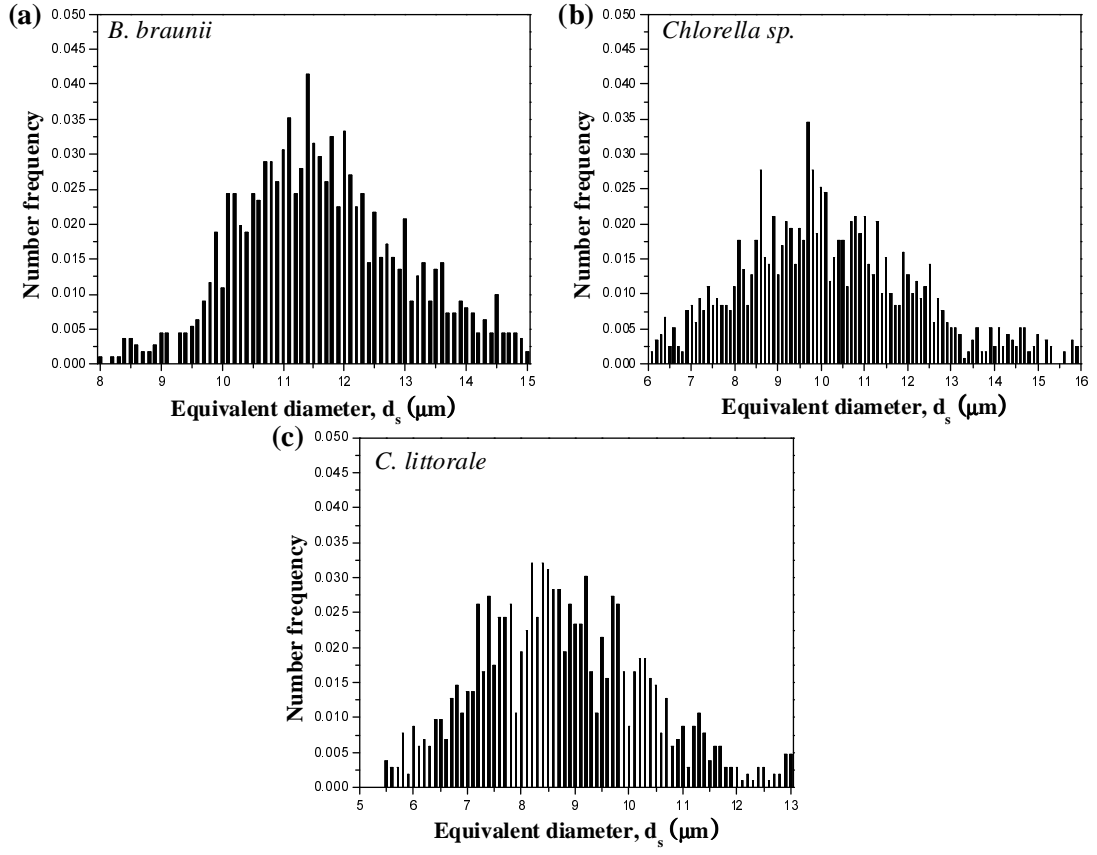 (a)
B. braunii
0.050
0.045
0.040
0.035
0.030
0.025
0.020
0.015
0.010
0.005
0.000
Number frequency
8 9 10 11 12 13 14 15
Equivalent diameter, ds (μm)
(b)
Chlorella sp.
0.050
0.045
0.040
0.035
0.030
0.025
0.020
0.015
0.010
0.005
0.000
Number frequency
6 7 8 9 10 11 12 13 14 15 16
Equivalent diameter, ds (μm)
(c)
C. littorale
0.050
0.045
0.040
0.035
0.030
0.025
0.020
0.015
0.010
0.005
0.000
Number frequency
5 6 7 8 9 10 11 12 13
Equivalent diameter, ds (μm)